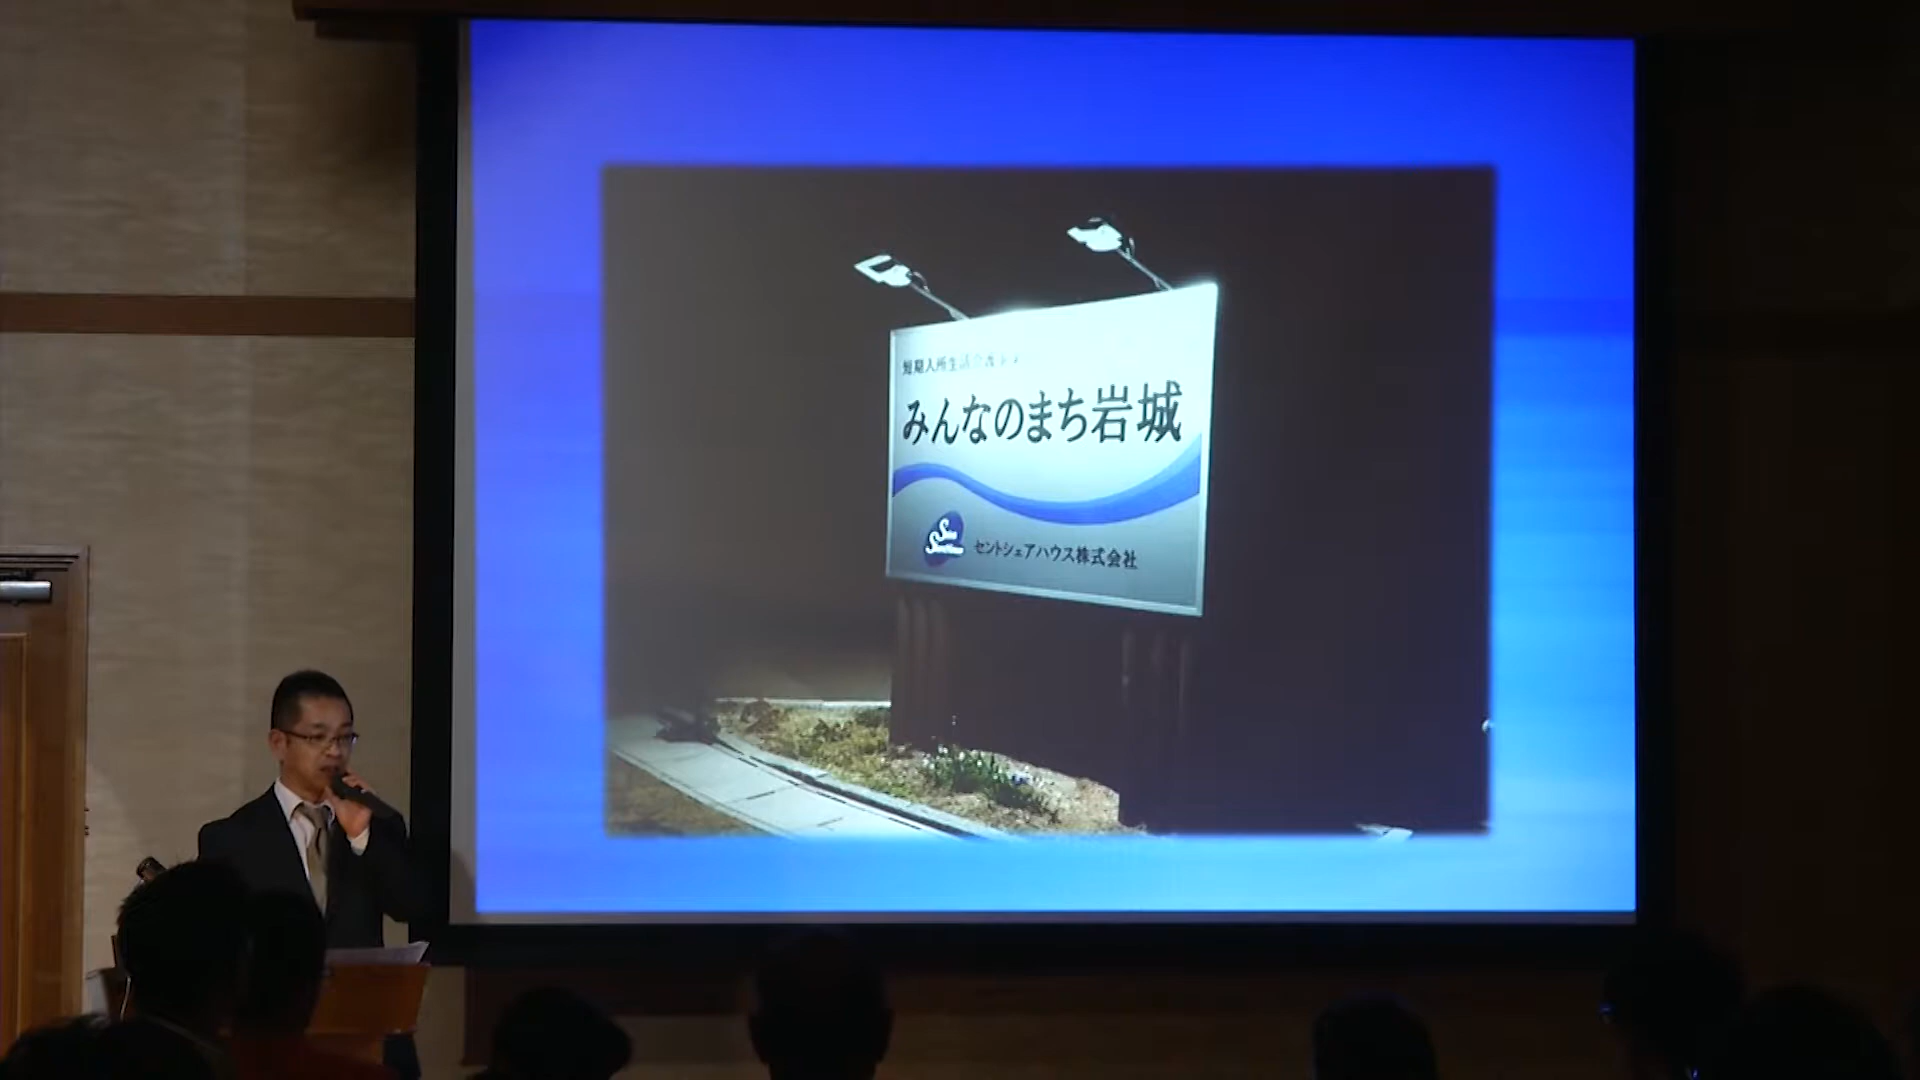 短期入所生活介護
みんなのまち岩城
セントシェアハウス株式会社